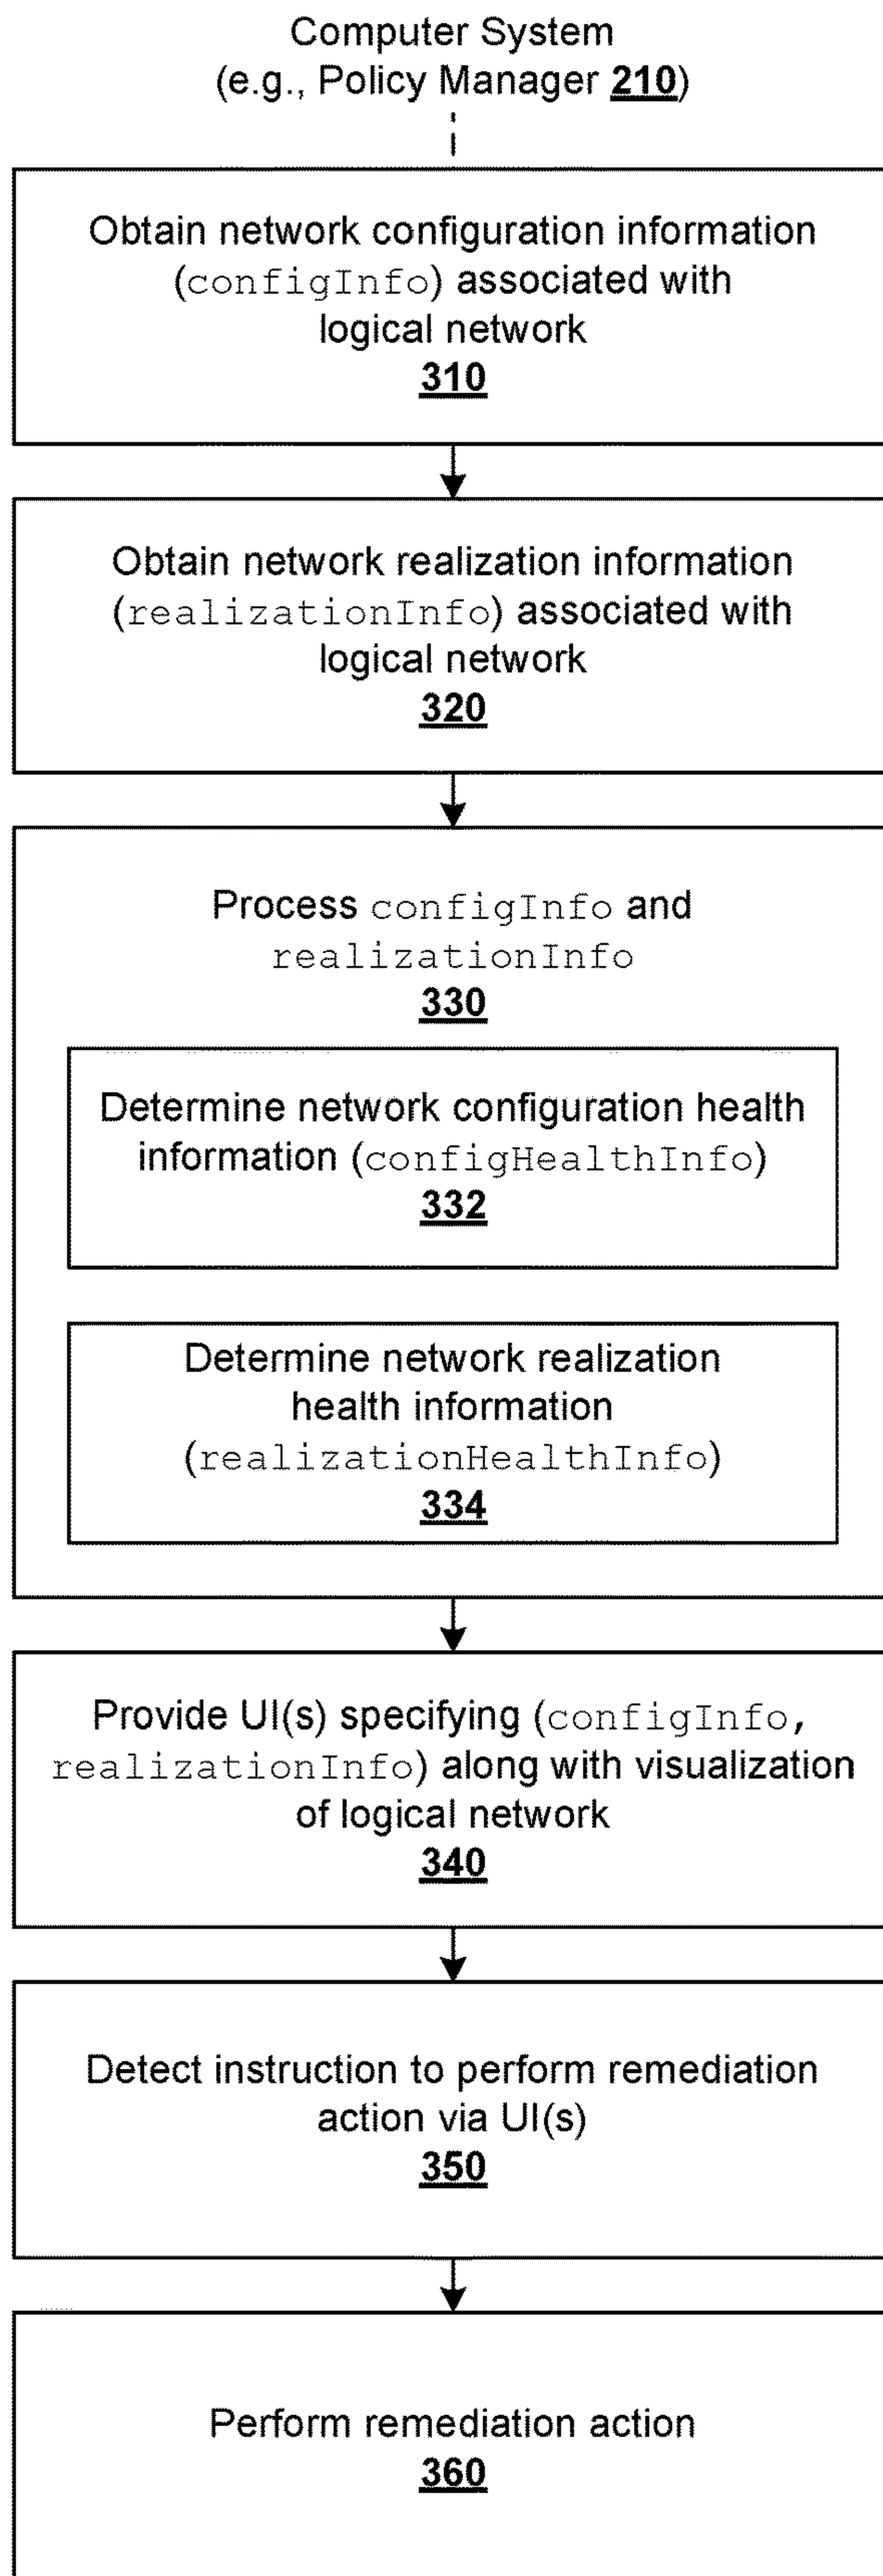 Computer System
(e.g., Policy Manager 210)
Obtain network configuration information
(configInfo) associated with
logical network
310
Obtain network realization information
(realizationInfo) associated with
logical network
320
Process configInfo and
realizationInfo
330
Determine network configuration health
information (configHealthInfo)
332
Determine network realization
health information
(realizationHealthInfo)
334
Provide UI(s) specifying (configInfo,
realizationInfo) along with visualization
of logical network
340
Detect instruction to perform remediation
action via UI(s)
350
Perform remediation action
360